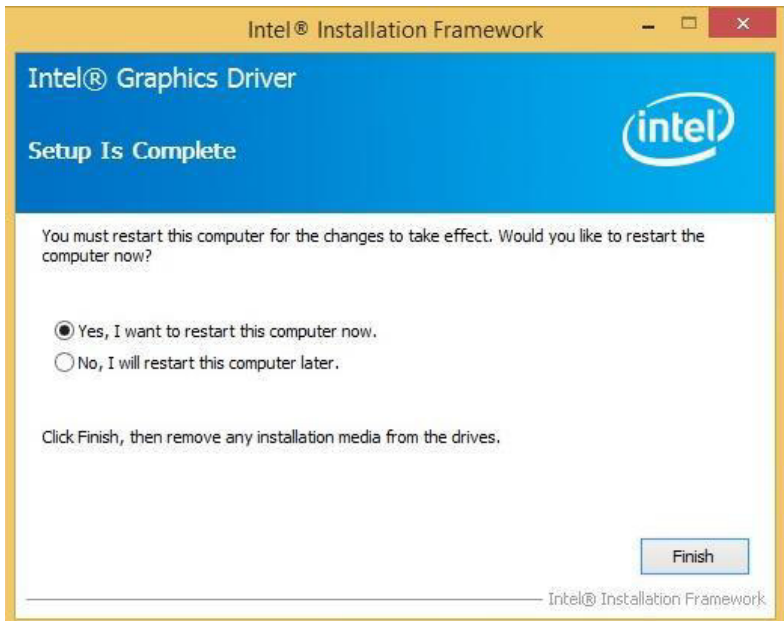 Intel® Installation Framework
Intel® Graphics Driver
intel
Setup Is Complete
You must restart this computer for the changes to take effect. Would you like to restart the
computer now?
Yes, I want to restart this computer now.
No, I will restart this computer later.
Click Finish, then remove any installation media from the drives.
Finish
Intel® Installation Framework